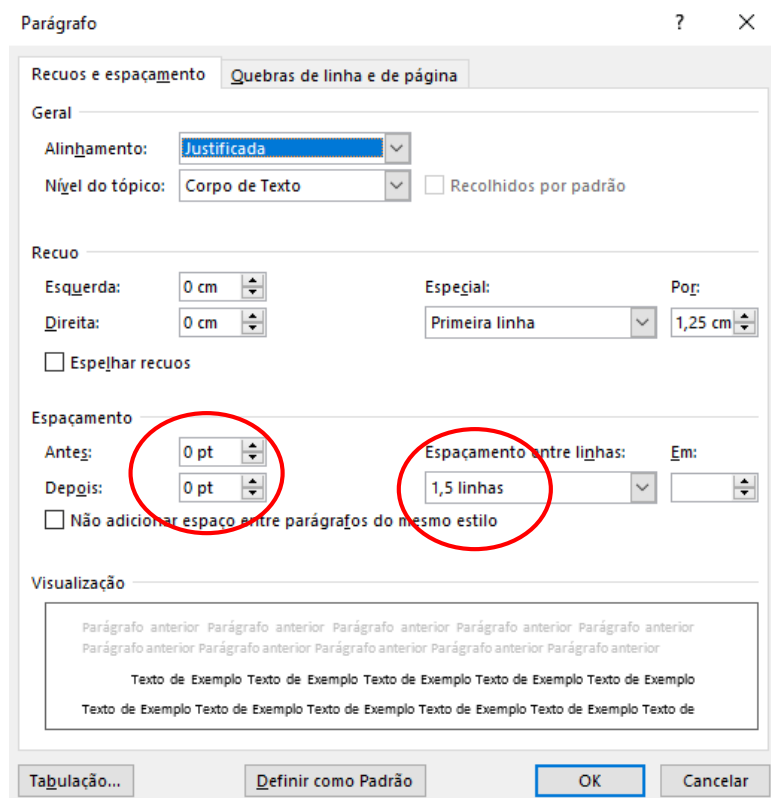 Parágrafo ? ×
Recuos e espaçamento Quebras de linha e de página
Geral
Alinhamento: Justificada
Nível do tópico: Corpo de Texto Recolhidos por padrão
Recuo
Esquerda: 0 cm Especial: Por:
Direita: 0 cm Primeira linha 1,25 cm
Espelhar recuos
Espaçamento
Antes: 0 pt Espaçamento entre linhas: Em:
Depois: 0 pt 1,5 linhas
Não adicionar espaço entre parágrafos do mesmo estilo
Visualização
Parágrafo anterior Parágrafo anterior Parágrafo anterior Parágrafo anterior Parágrafo anterior
Parágrafo anterior Parágrafo anterior Parágrafo anterior Parágrafo anterior Parágrafo anterior
Texto de Exemplo Texto de Exemplo Texto de Exemplo Texto de Exemplo Texto de Exemplo
Texto de Exemplo Texto de Exemplo Texto de Exemplo Texto de Exemplo Texto de Exemplo Texto de
Tabulação... Definir como Padrão OK Cancelar